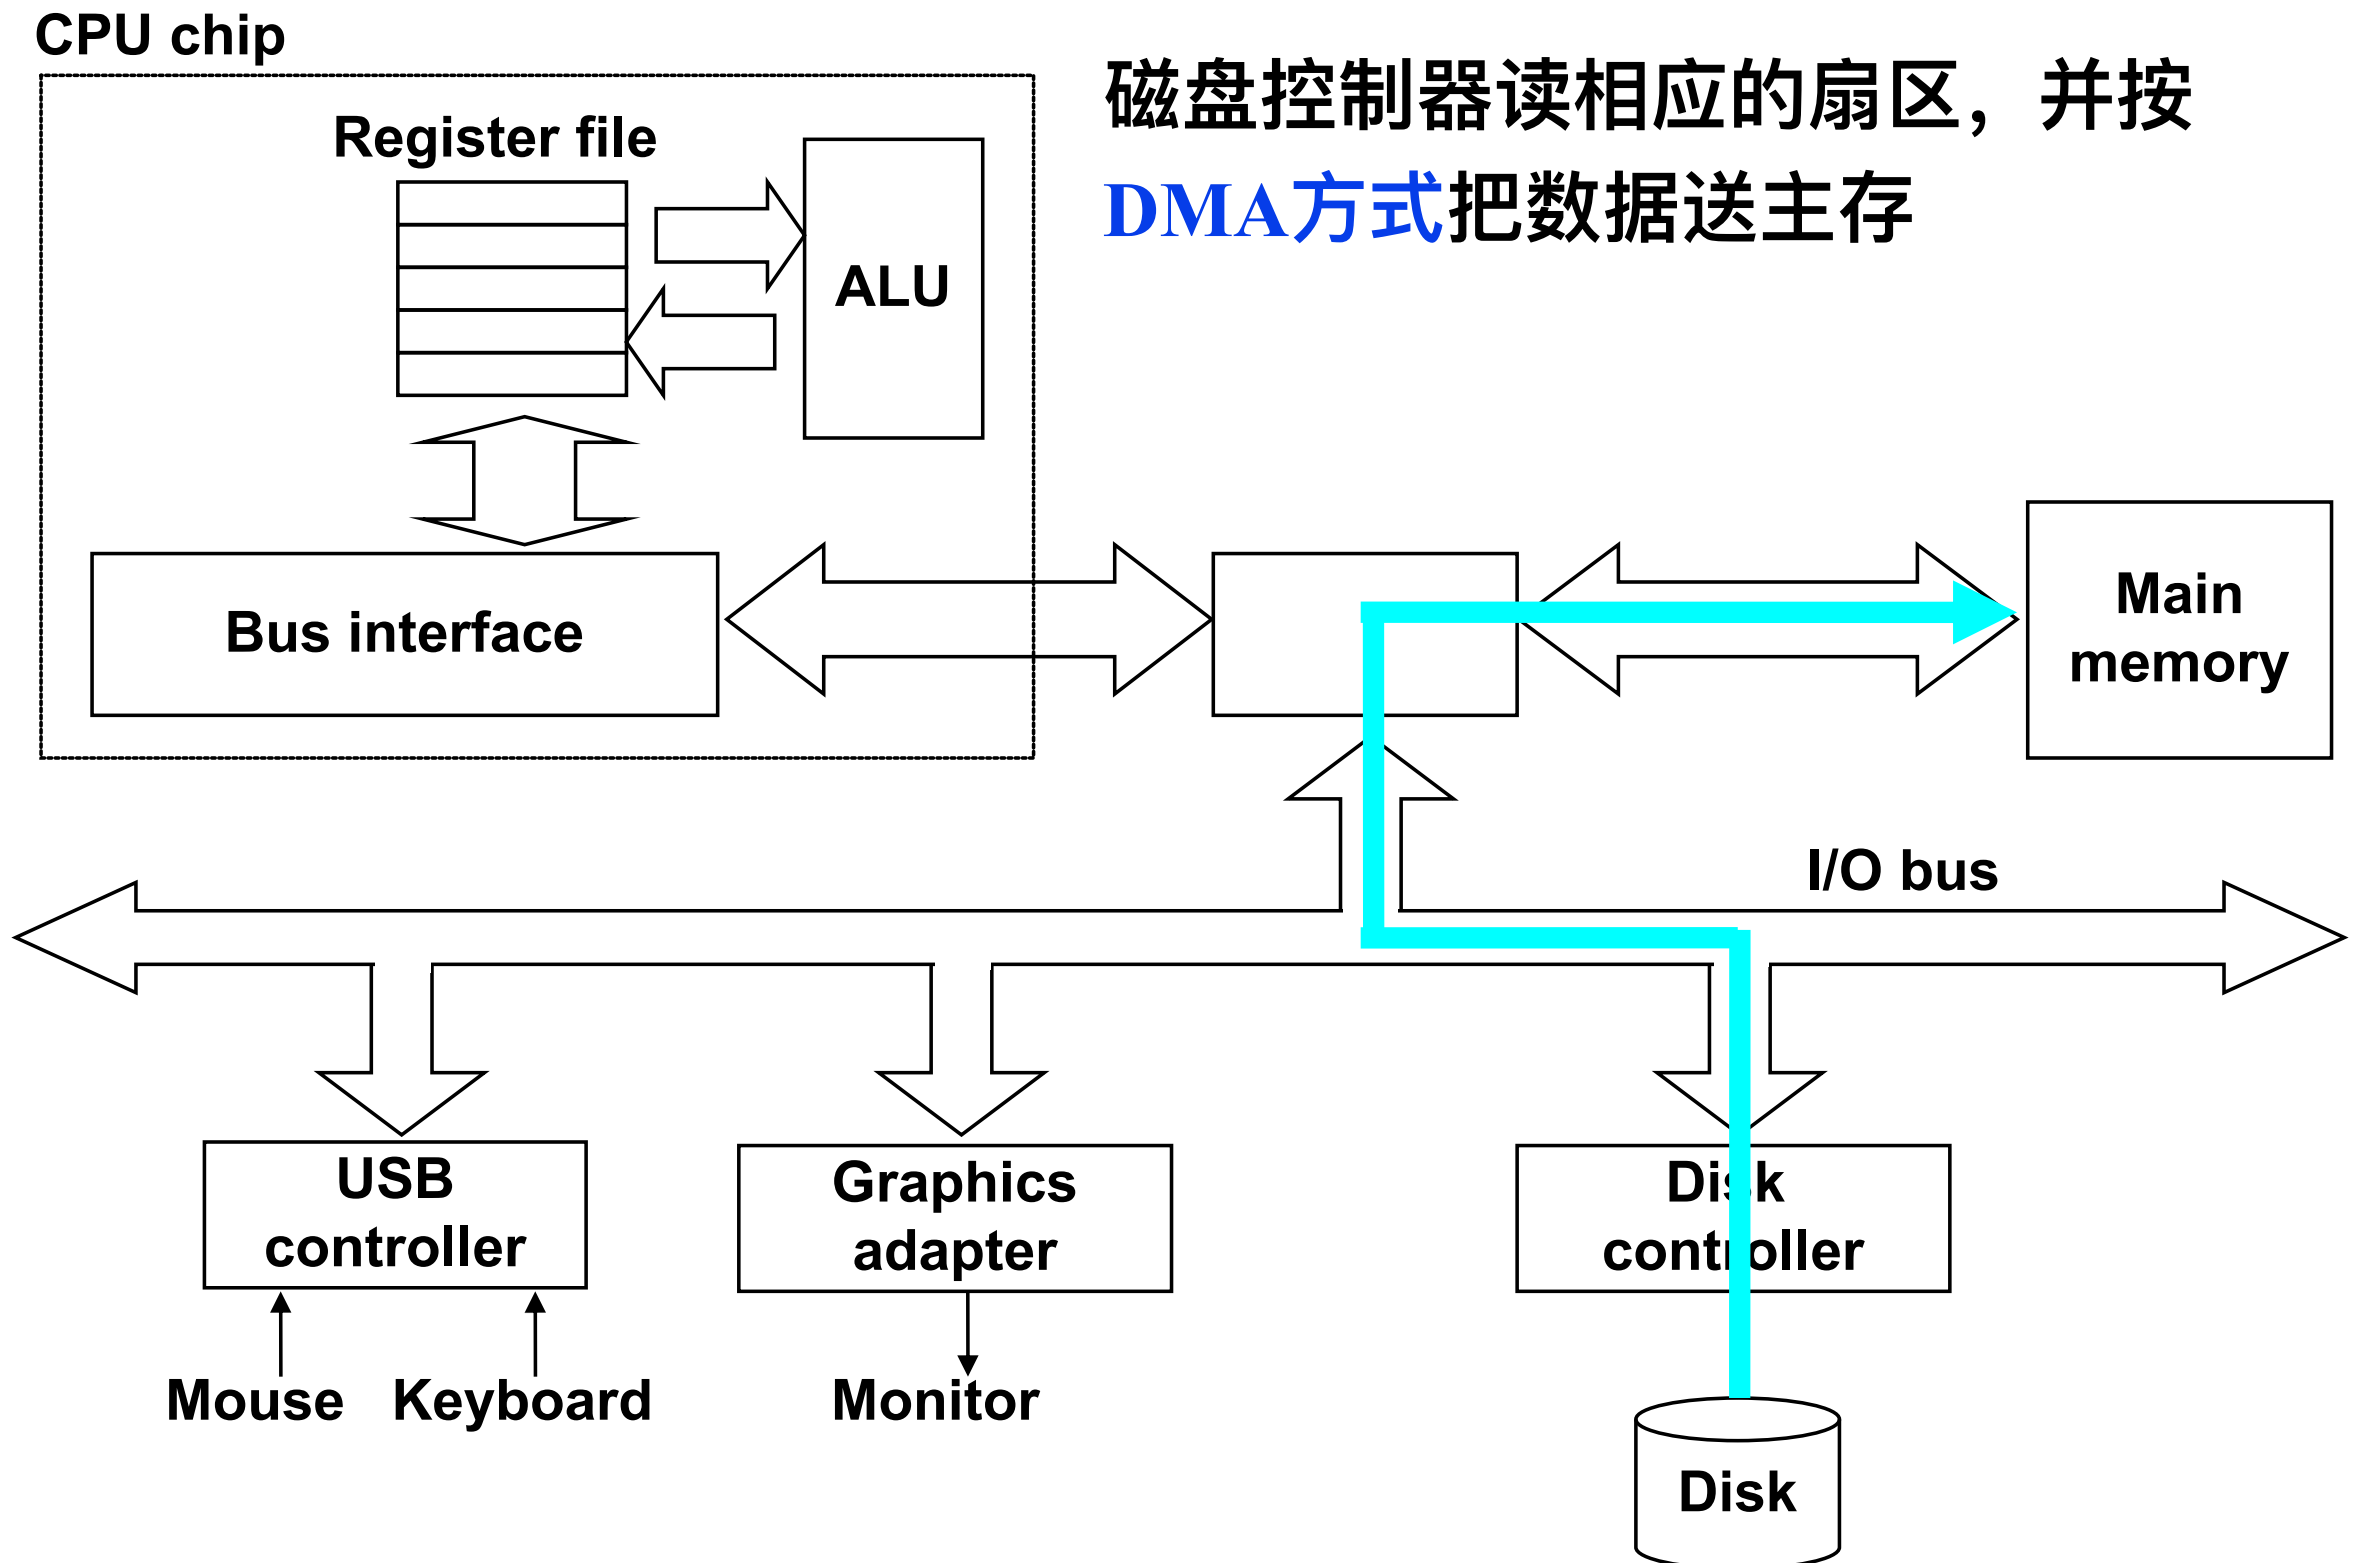 CPU chip
磁盘控制器读相应的扇区，并按
DMA方式把数据送主存
Register file
ALU
Bus interface
Main
memory
I/O bus
USB
controller
Graphics
adapter
Disk
controller
Mouse
Keyboard
Monitor
Disk